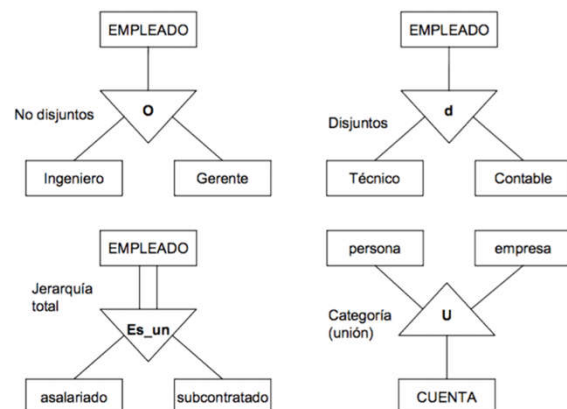 EMPLEADO
No disjuntos
O
Ingeniero
Gerente
EMPLEADO
Disjuntos
d
Técnico
Contable
EMPLEADO
Jerarquía
total
Es_un
asalariado
subcontratado
persona
empresa
Categoría
(unión)
U
CUENTA